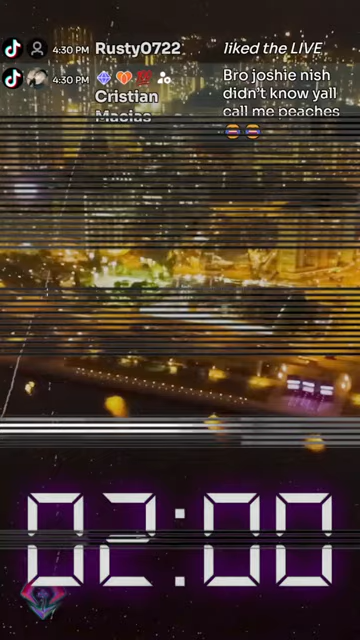 4:30 PM Rusty0722 liked the LIVE
4:30 PM Cristian Macias
Bro joshie nish
didn't know yall
call me peaches
02:00